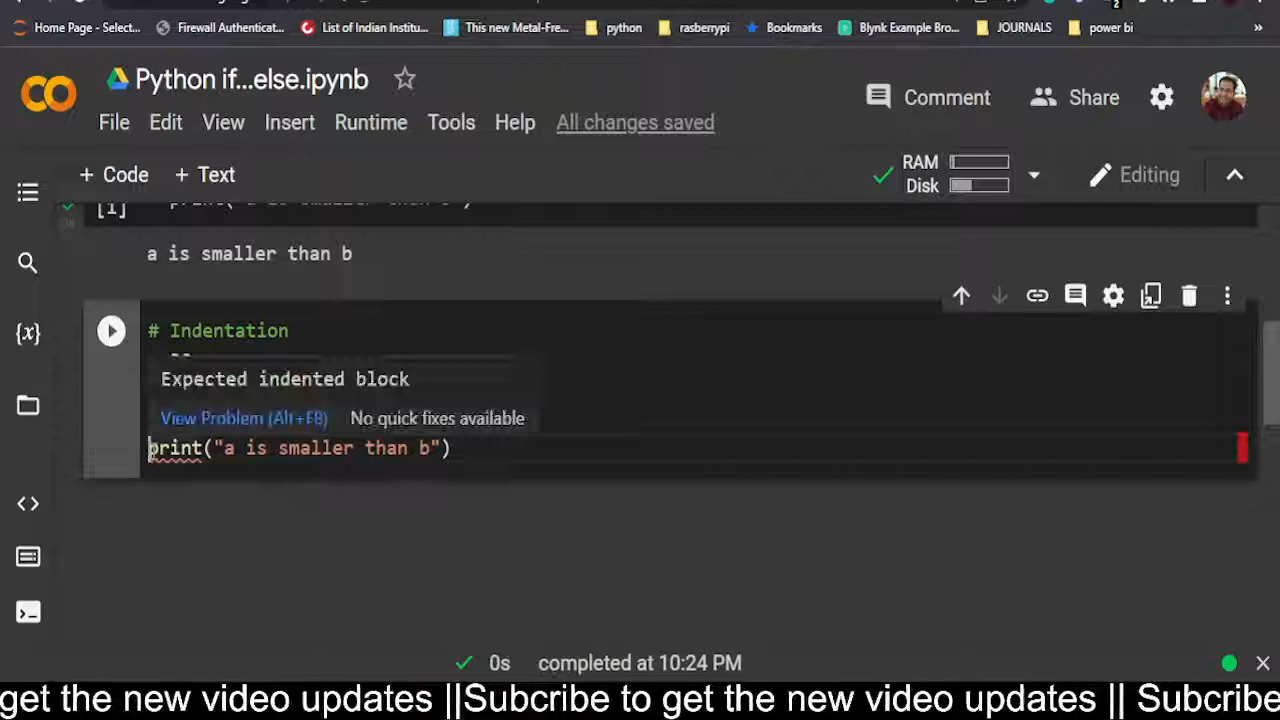 Home Page - Select... Firewall Authenticat... List of Indian Institu... This new Metal-Fre... python rasberrypi Bookmarks Blynk Example Bro... JOURNALS power bi »
Python if...else.ipynb
Comment Share
File Edit View Insert Runtime Tools Help All changes saved
+ Code + Text
RAM
Disk
Editing
[1]
a is smaller than b
# Indentation
Expected indented block
View Problem (Alt+F8) No quick fixes available
print("a is smaller than b")
{x}
0s completed at 10:24 PM
get the new video updates ||Subcribe to get the new video updates || Subcribe